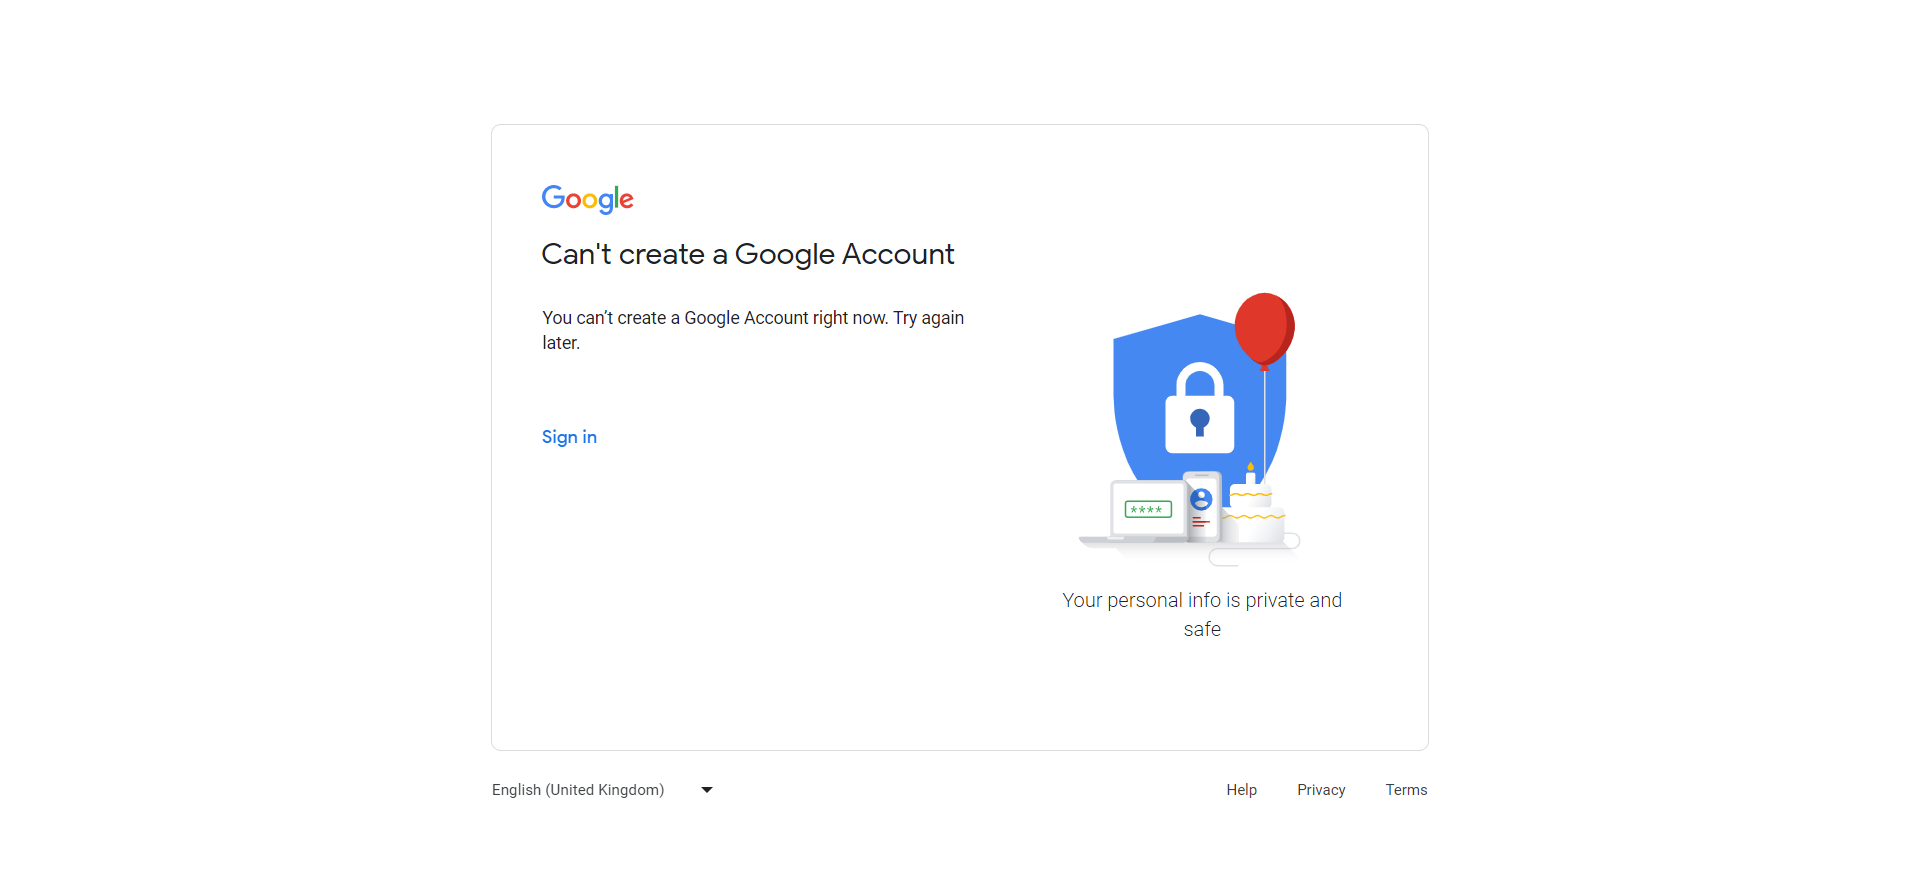 Google
Can't create a Google Account
You can’t create a Google Account right now. Try again
later.
Sign in
****
Your personal info is private and
safe
English (United Kingdom)
Help Privacy Terms